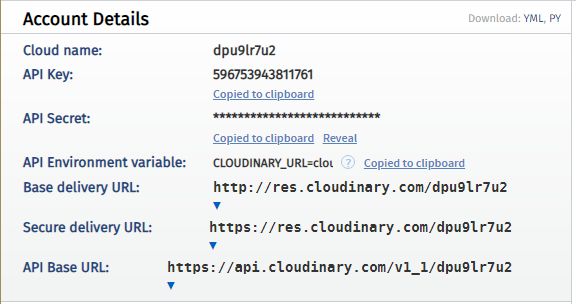 Account Details Download: YML, PY
Cloud name: dpu9lr7u2
API Key: 596753943811761
Copied to clipboard
API Secret: ****************************
Copied to clipboard Reveal
API Environment variable: CLOUDINARY_URL=clou ? Copied to clipboard
Base delivery URL: http://res.cloudinary.com/dpu9lr7u2
Secure delivery URL: https://res.cloudinary.com/dpu9lr7u2
API Base URL: https://api.cloudinary.com/v1_1/dpu9lr7u2